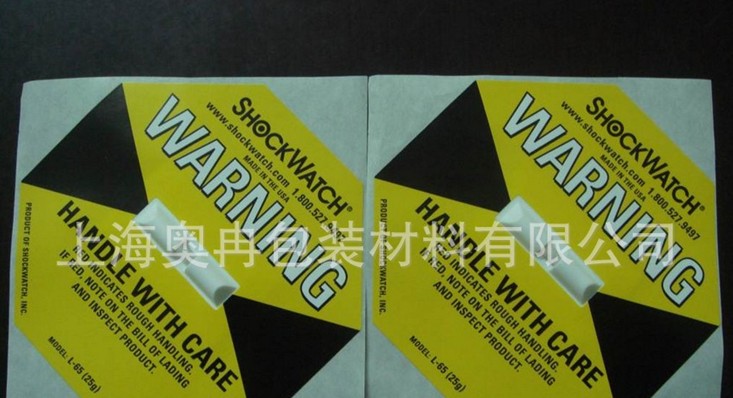 SHOCKWATCH®
www.shockwatch.com 1.800.527.9497
MADE IN THE USA
WARNING
HANDLE WITH CARE
RED INDICATES ROUGH HANDLING.
IF RED, NOTE ON THE BILL OF LADING
AND INSPECT PRODUCT.
MODEL: L-65 (25g)
PRODUCT OF SHOCKWATCH, INC.
SHOCKWATCH®
www.shockwatch.com 1.800.527.9497
MADE IN THE USA
WARNING
HANDLE WITH CARE
RED INDICATES ROUGH HANDLING.
IF RED, NOTE ON THE BILL OF LADING
AND INSPECT PRODUCT.
MODEL: L-65 (25g)
PRODUCT OF SHOCKWATCH, INC.
上海奥冉包装材料有限公司